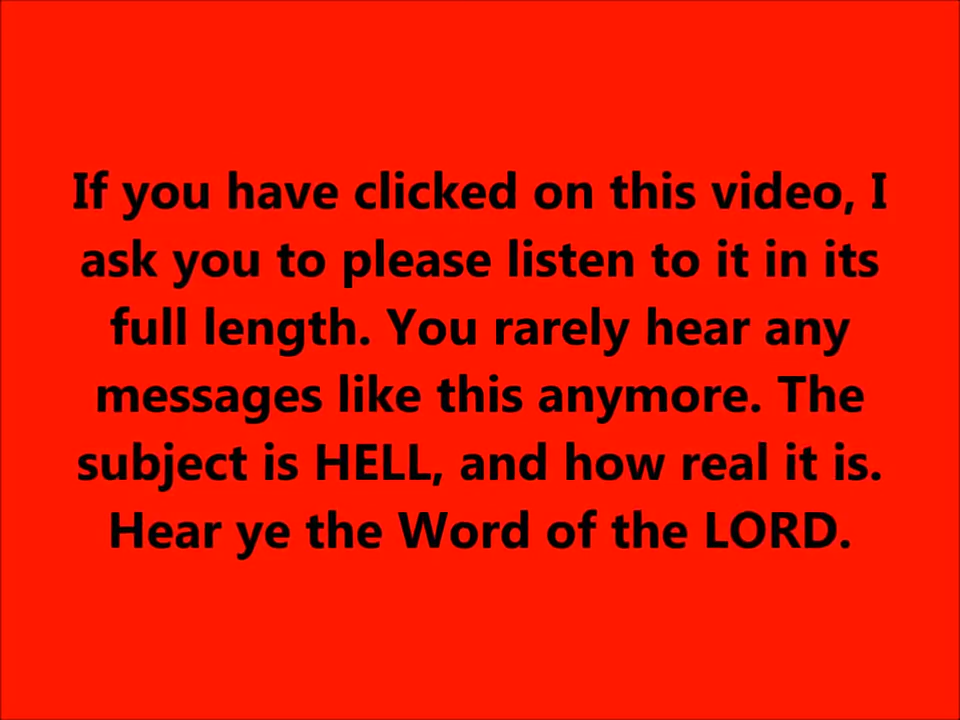 If you have clicked on this video, I
ask you to please listen to it in its
full length. You rarely hear any
messages like this anymore. The
subject is HELL, and how real it is.
Hear ye the Word of the LORD.